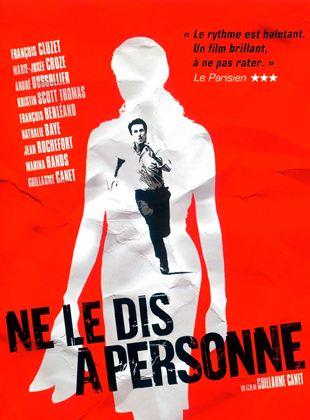 FRANÇOIS CLUZET
MARIE-JOSÉE CROZE
ANDRÉ DUSSOLLIER
KRISTIN SCOTT THOMAS
FRANÇOIS BERLÉAND
NATHALIE BAYE
JEAN ROCHEFORT
MARINA HANDS
GUILLAUME CANET
« Le rythme est haletant.
Un film brillant,
à ne pas rater. »
Le Parisien ★★★
NE LE DIS
A PERSONNE
UN FILM DE GUILLAUME CANET